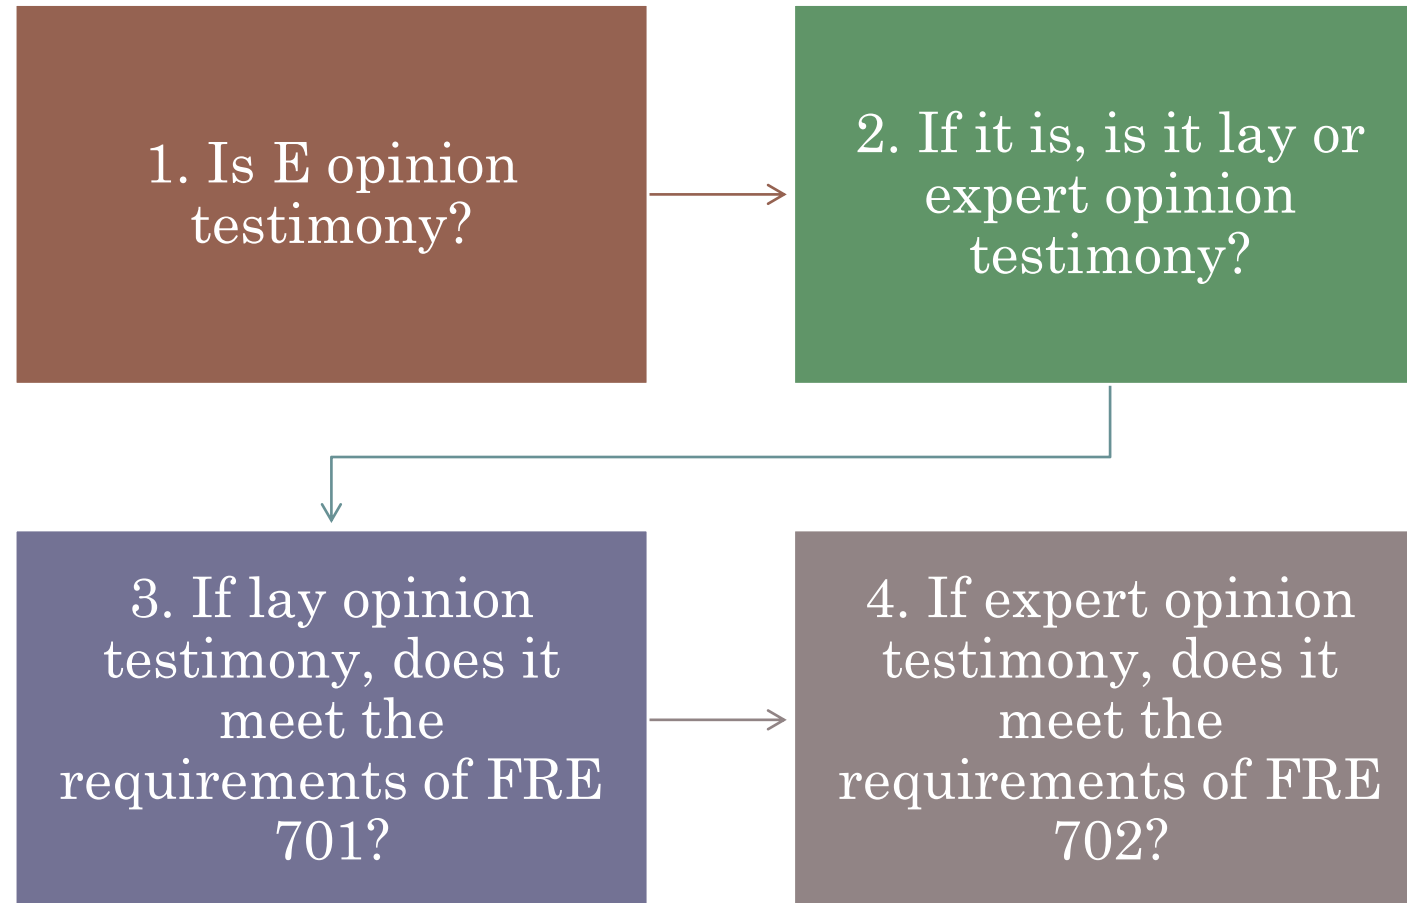 1. Is E opinion
testimony?
2. If it is, is it lay or
expert opinion
testimony?
3. If lay opinion
testimony, does it
meet the
requirements of FRE
701?
4. If expert opinion
testimony, does it
meet the
requirements of FRE
702?